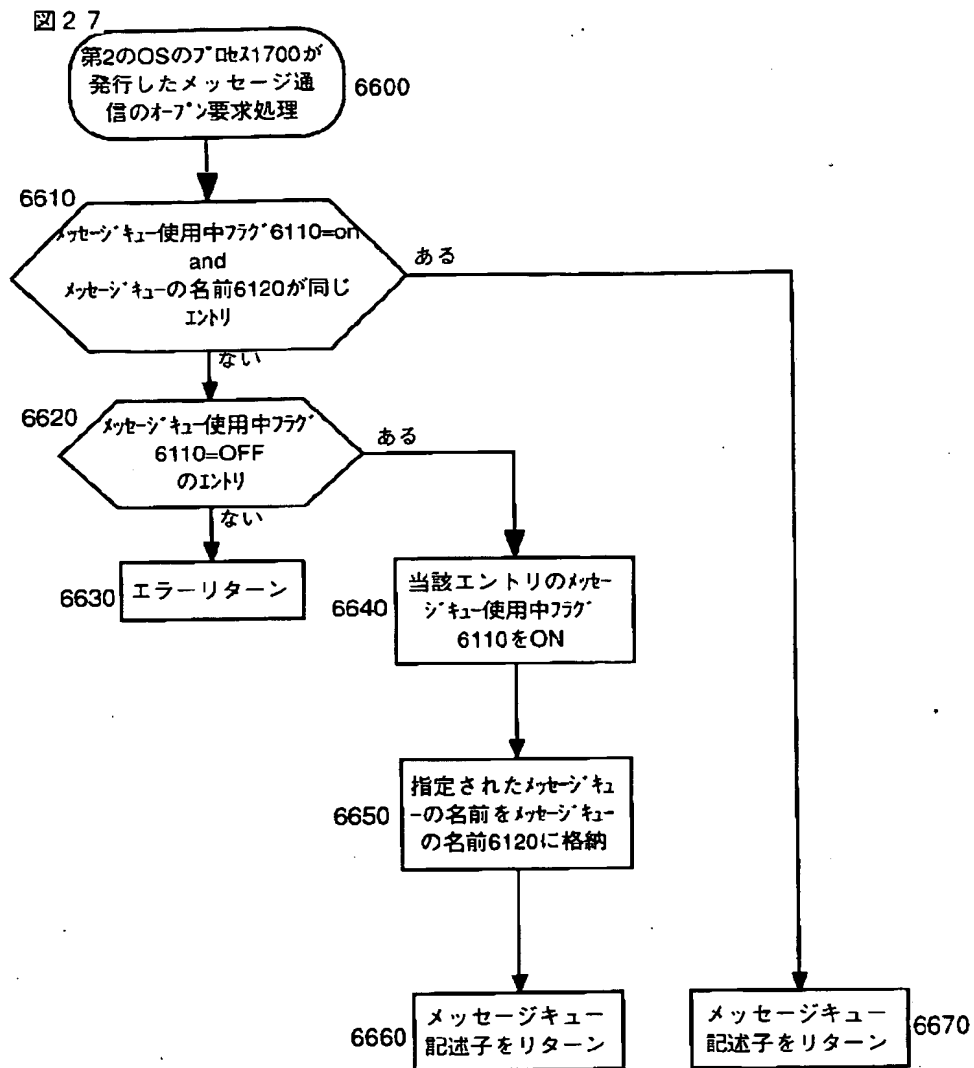 図27
第2のOSのプロセス1700が
発行したメッセージ通
信のオープン要求処理
6600
6610
メッセージキュー使用中フラグ6110=on
and
メッセージキューの名前6120が同じ
エントリ
ある
ない
6620
メッセージキュー使用中フラグ
6110=OFF
のエントリ
ある
ない
6630
エラーリターン
6640
当該エントリのメッセー
ジキュー使用中フラグ
6110をON
6650
指定されたメッセージキュ
ーの名前をメッセージキュー
の名前6120に格納
6660
メッセージキュー
記述子をリターン
メッセージキュー
記述子をリターン
6670